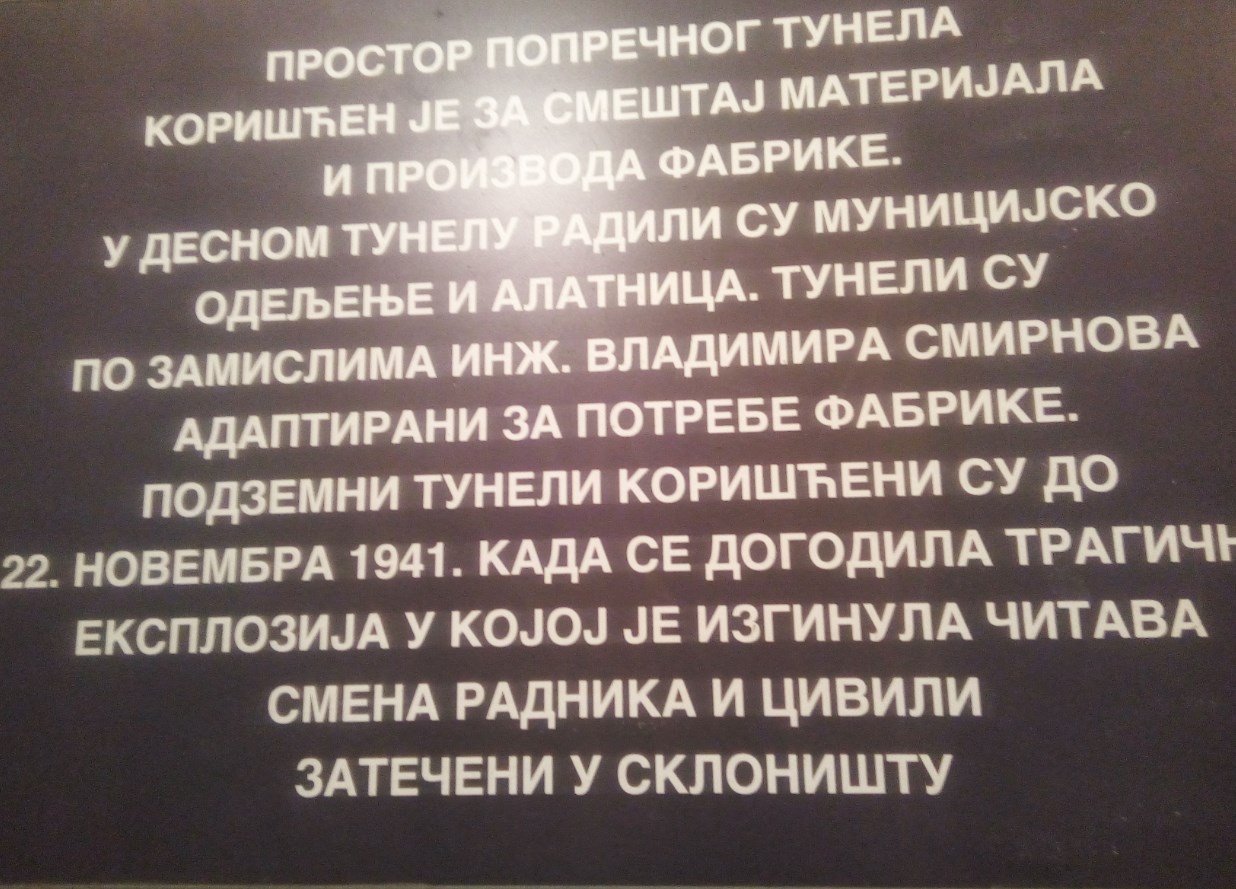 ПРОСТОР ПОПРЕЧНОГ ТУНЕЛА
КОРИШЋЕН ЈЕ ЗА СМЕШТАЈ МАТЕРИЈАЛА
И ПРОИЗВОДА ФАБРИКЕ.
У ДЕСНОМ ТУНЕЛУ РАДИЛИ СУ МУНИЦИЈСКО
ОДЕЉЕЊЕ И АЛАТНИЦА. ТУНЕЛИ СУ
ПО ЗАМИСЛИМА ИНЖ. ВЛАДИМИРА СМИРНОВА
АДАПТИРАНИ ЗА ПОТРЕБЕ ФАБРИКЕ.
ПОДЗЕМНИ ТУНЕЛИ КОРИШЋЕНИ СУ ДО
22. НОВЕМБРА 1941. КАДА СЕ ДОГОДИЛА ТРАГИЧН
ЕКСПЛОЗИЈА У КОЈОЈ ЈЕ ИЗГИНУЛА ЧИТАВА
СМЕНА РАДНИКА И ЦИВИЛИ
ЗАТЕЧЕНИ У СКЛОНИШТУ